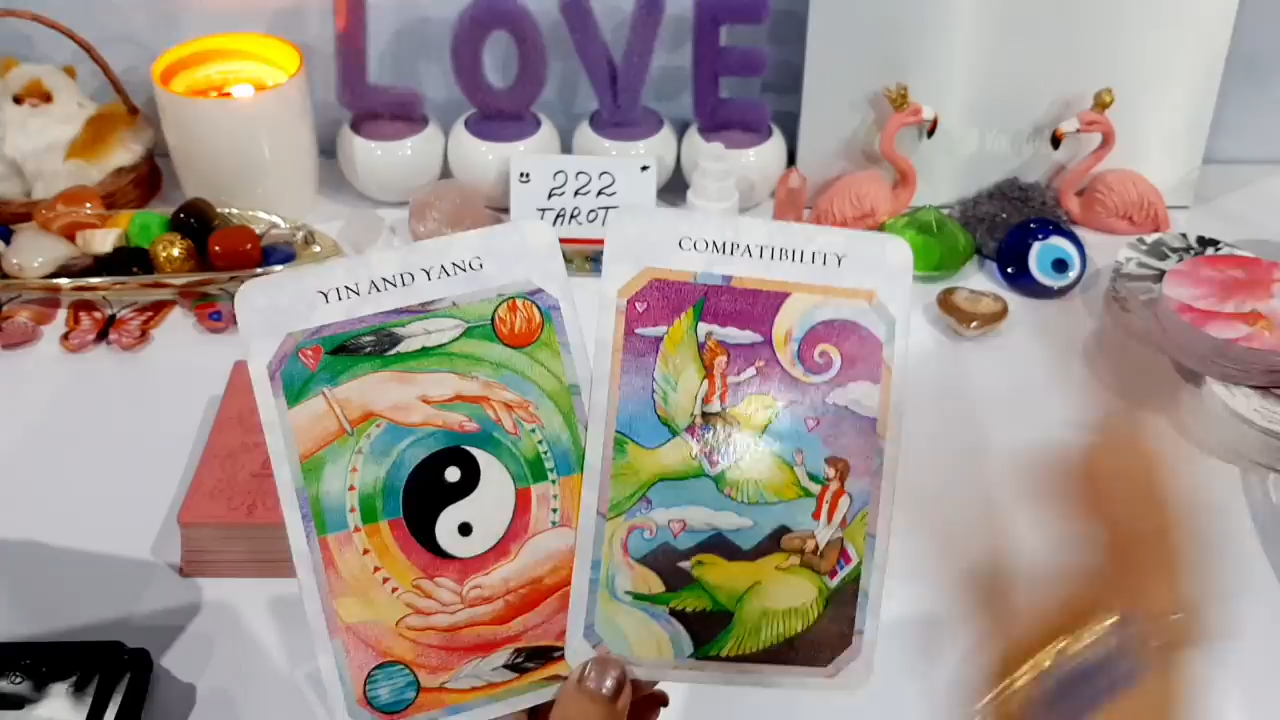 LOVE
222
TAROT
YIN AND YANG
COMPATIBILITY